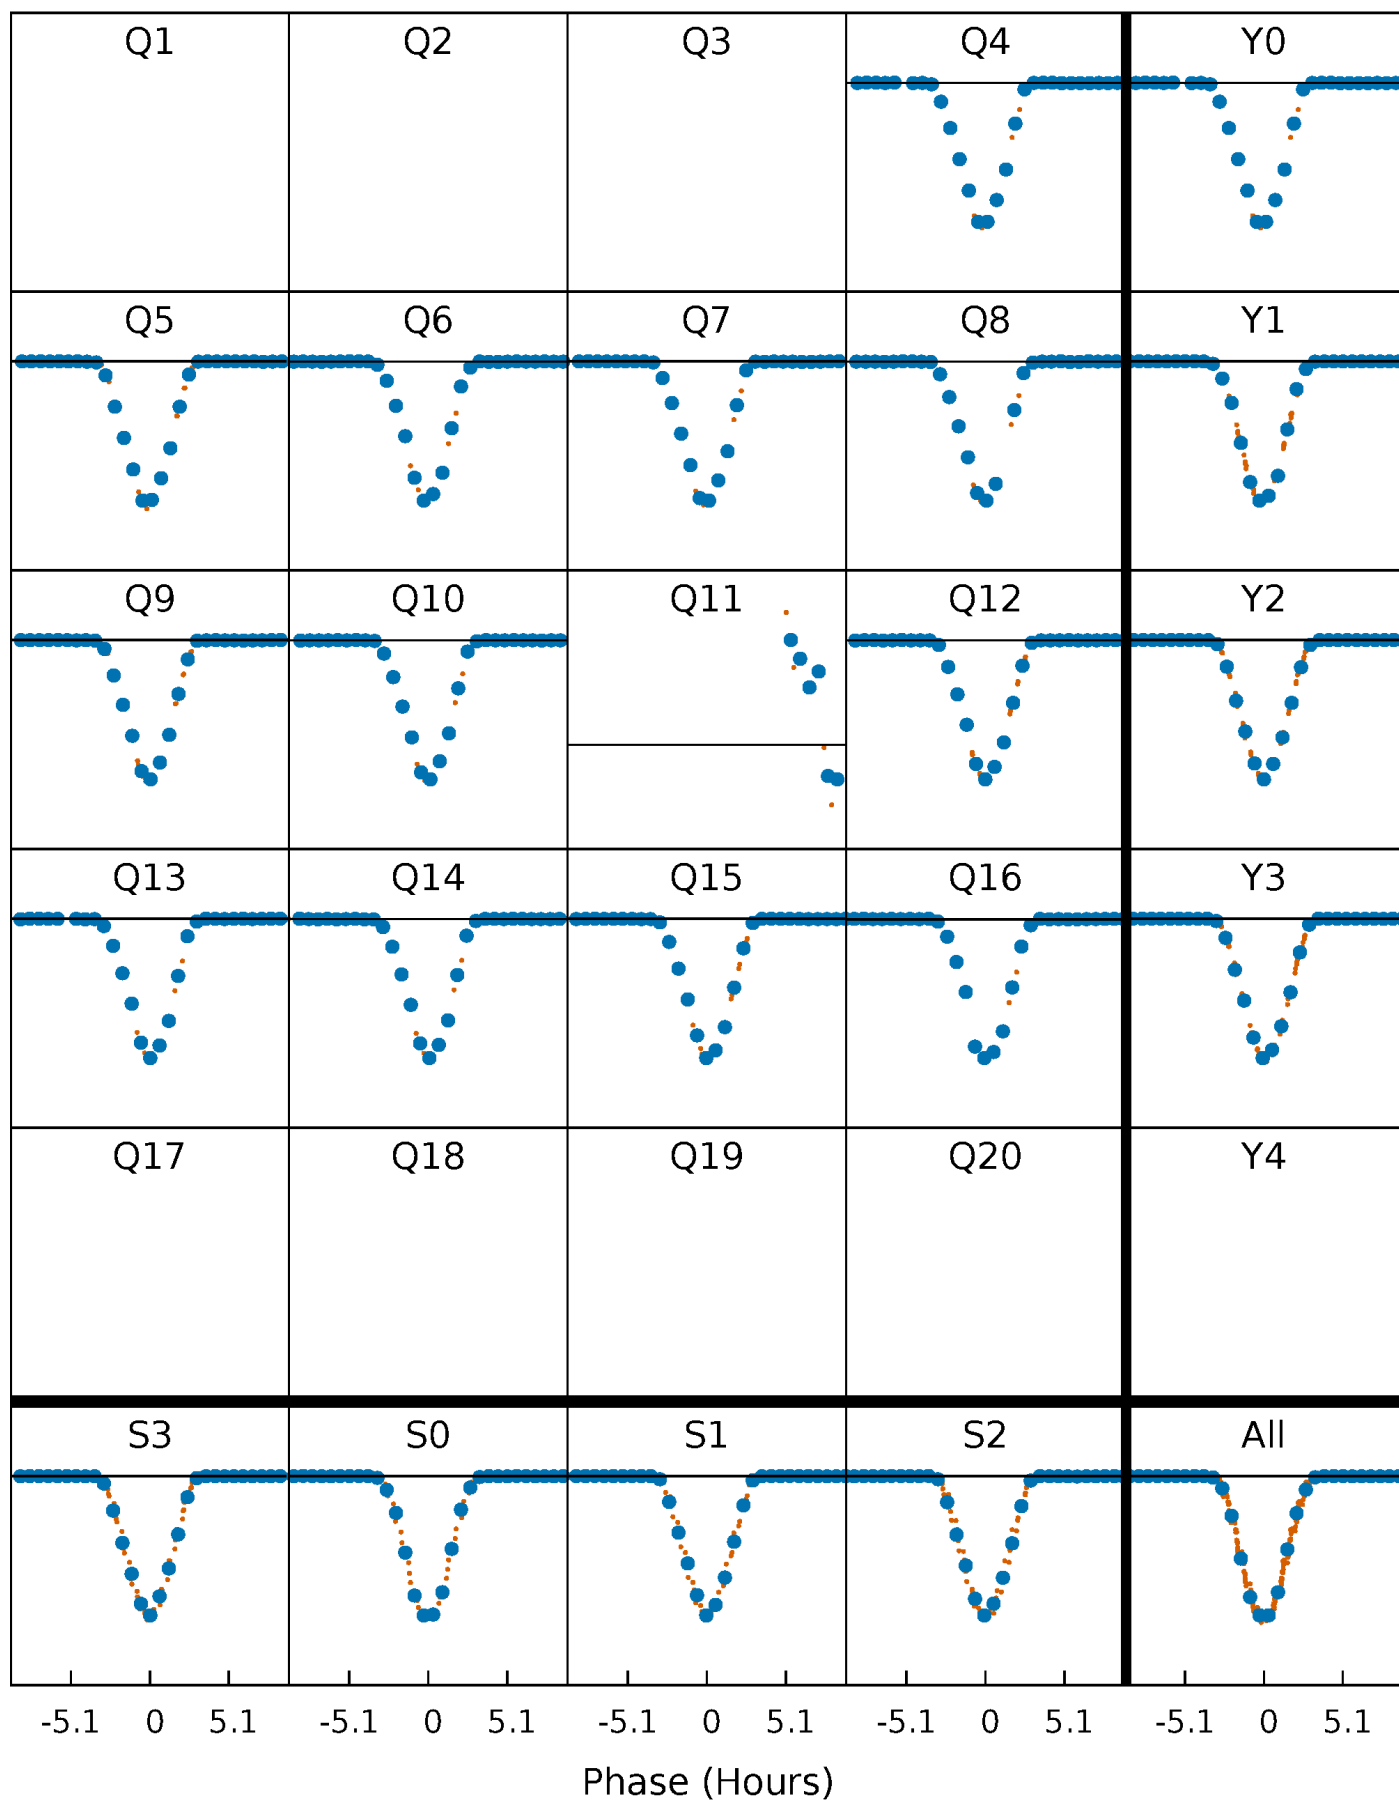 Q1 Q2 Q3 Q4 Y0
Q5 Q6 Q7 Q8 Y1
Q9 Q10 Q11 Q12 Y2
Q13 Q14 Q15 Q16 Y3
Q17 Q18 Q19 Q20 Y4
S3 S0 S1 S2 All
-5.1 0 5.1 -5.1 0 5.1 -5.1 0 5.1 -5.1 0 5.1 -5.1 0 5.1
Phase (Hours)